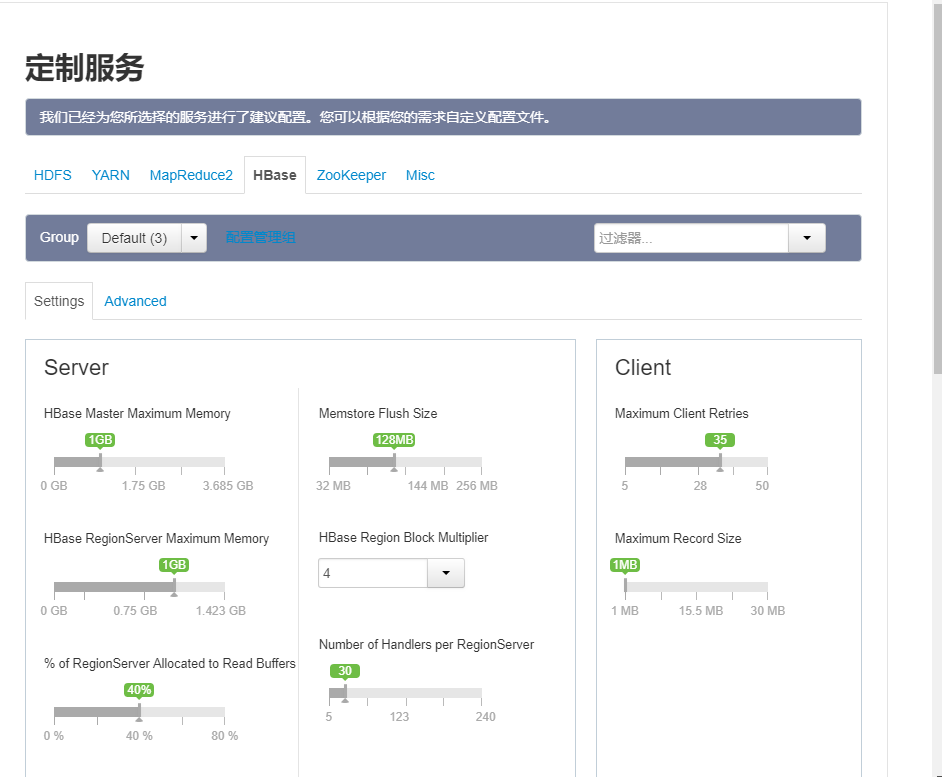 定制服务
我们已经为您所选择的服务进行了建议配置。您可以根据您的需求自定义配置文件。
HDFS YARN MapReduce2 HBase ZooKeeper Misc
Group Default (3) 配置管理组 过滤器...
Settings Advanced
Server
HBase Master Maximum Memory
1GB
0 GB 1.75 GB 3.685 GB
HBase RegionServer Maximum Memory
1GB
0 GB 0.75 GB 1.423 GB
% of RegionServer Allocated to Read Buffers
40%
0 % 40 % 80 %
Memstore Flush Size
128MB
32 MB 144 MB 256 MB
HBase Region Block Multiplier
4
Number of Handlers per RegionServer
30
5 123 240
Client
Maximum Client Retries
35
5 28 50
Maximum Record Size
1MB
1 MB 15.5 MB 30 MB